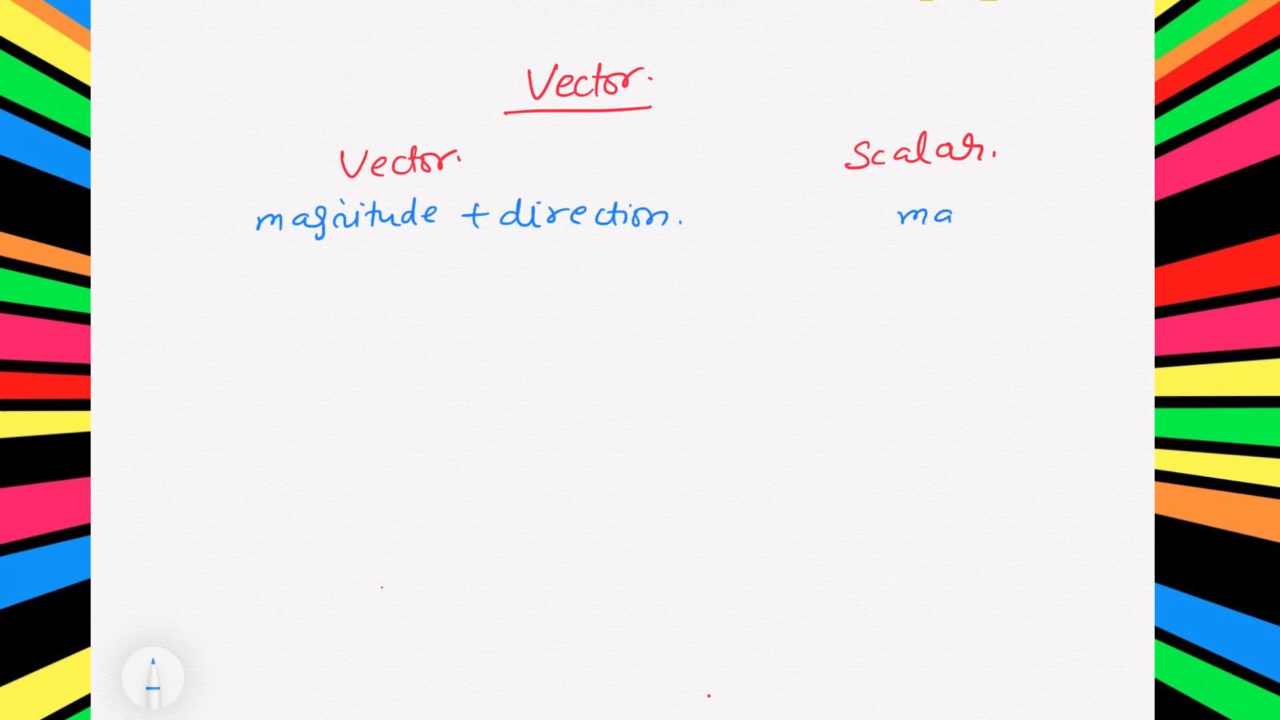 Vector.
Vector. Scalar.
magnitude + direction. ma